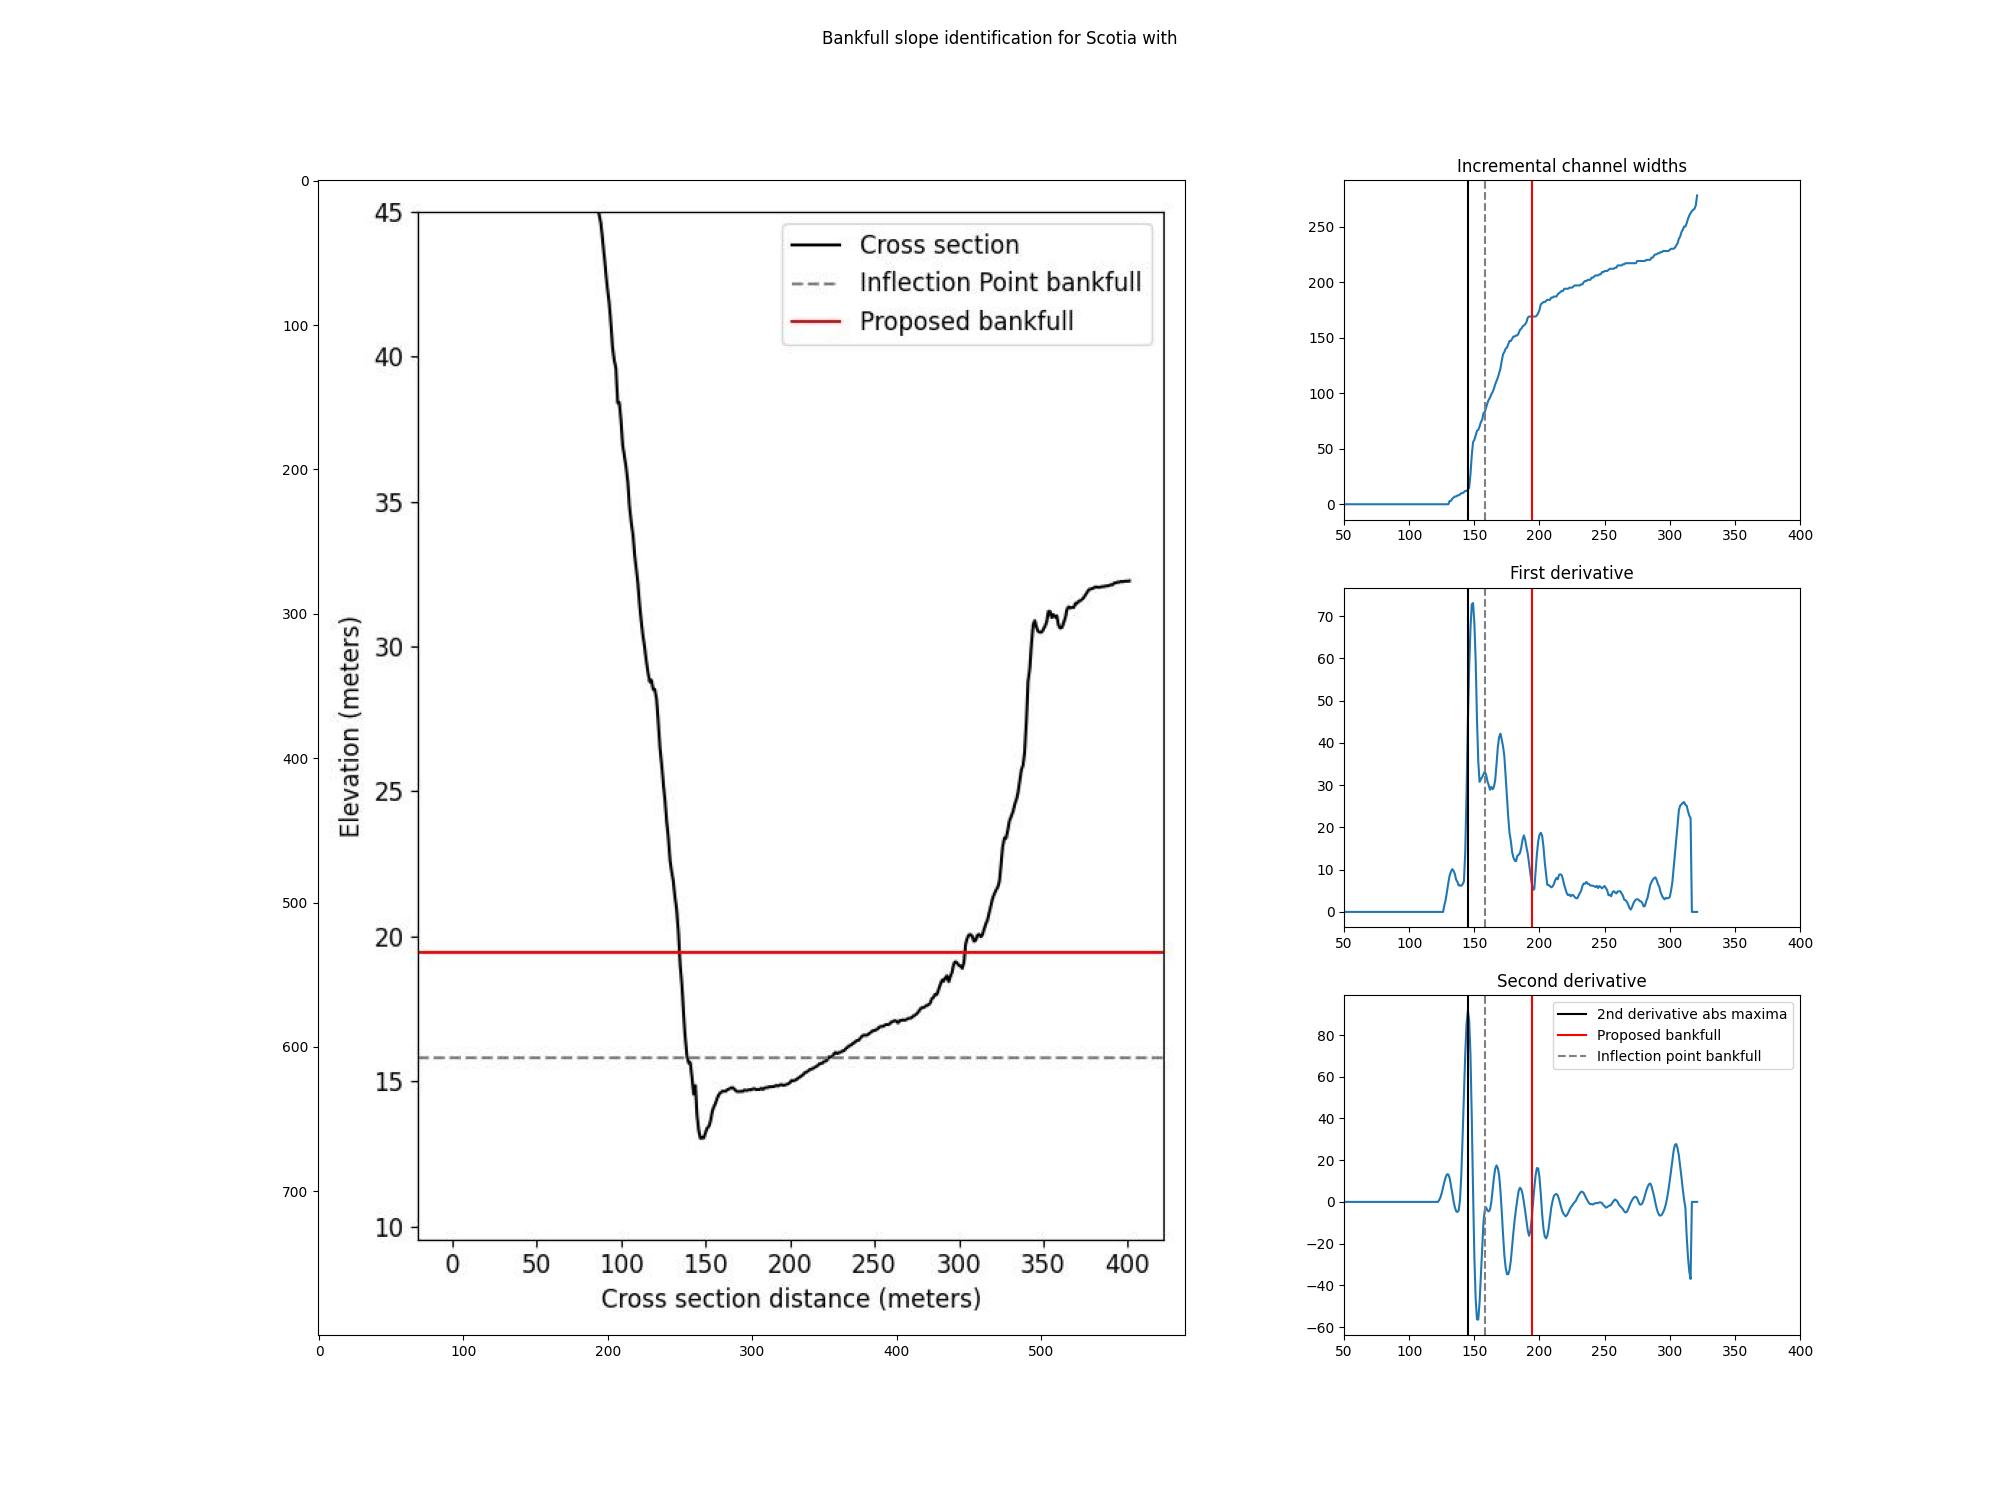 Bankfull slope identification for Scotia with
0
100
200
300
400
500
600
700
0
100
200
300
400
500
45
40
35
30
25
20
15
10
Elevation (meters)
Cross section
Inflection Point bankfull
Proposed bankfull
0 50 100 150 200 250 300 350 400
Cross section distance (meters)
Incremental channel widths
250
200
150
100
50
0
50 100 150 200 250 300 350 400
First derivative
70
60
50
40
30
20
10
0
50 100 150 200 250 300 350 400
Second derivative
2nd derivative abs maxima
Proposed bankfull
Inflection point bankfull
80
60
40
20
0
−20
−40
−60
50 100 150 200 250 300 350 400